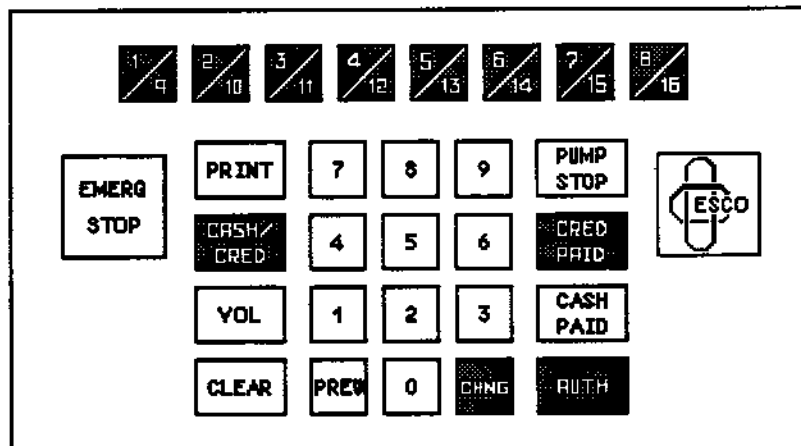 1/9 2/10 3/11 4/12 5/13 6/14 7/15 8/16
EMERG
STOP
PRINT 7 8 9 PUMP
STOP
CASH/
CRED 4 5 6 CRED
PAID
VOL 1 2 3 CASH
PAID
CLEAR PREW 0 CHNG AUTH
ESCO